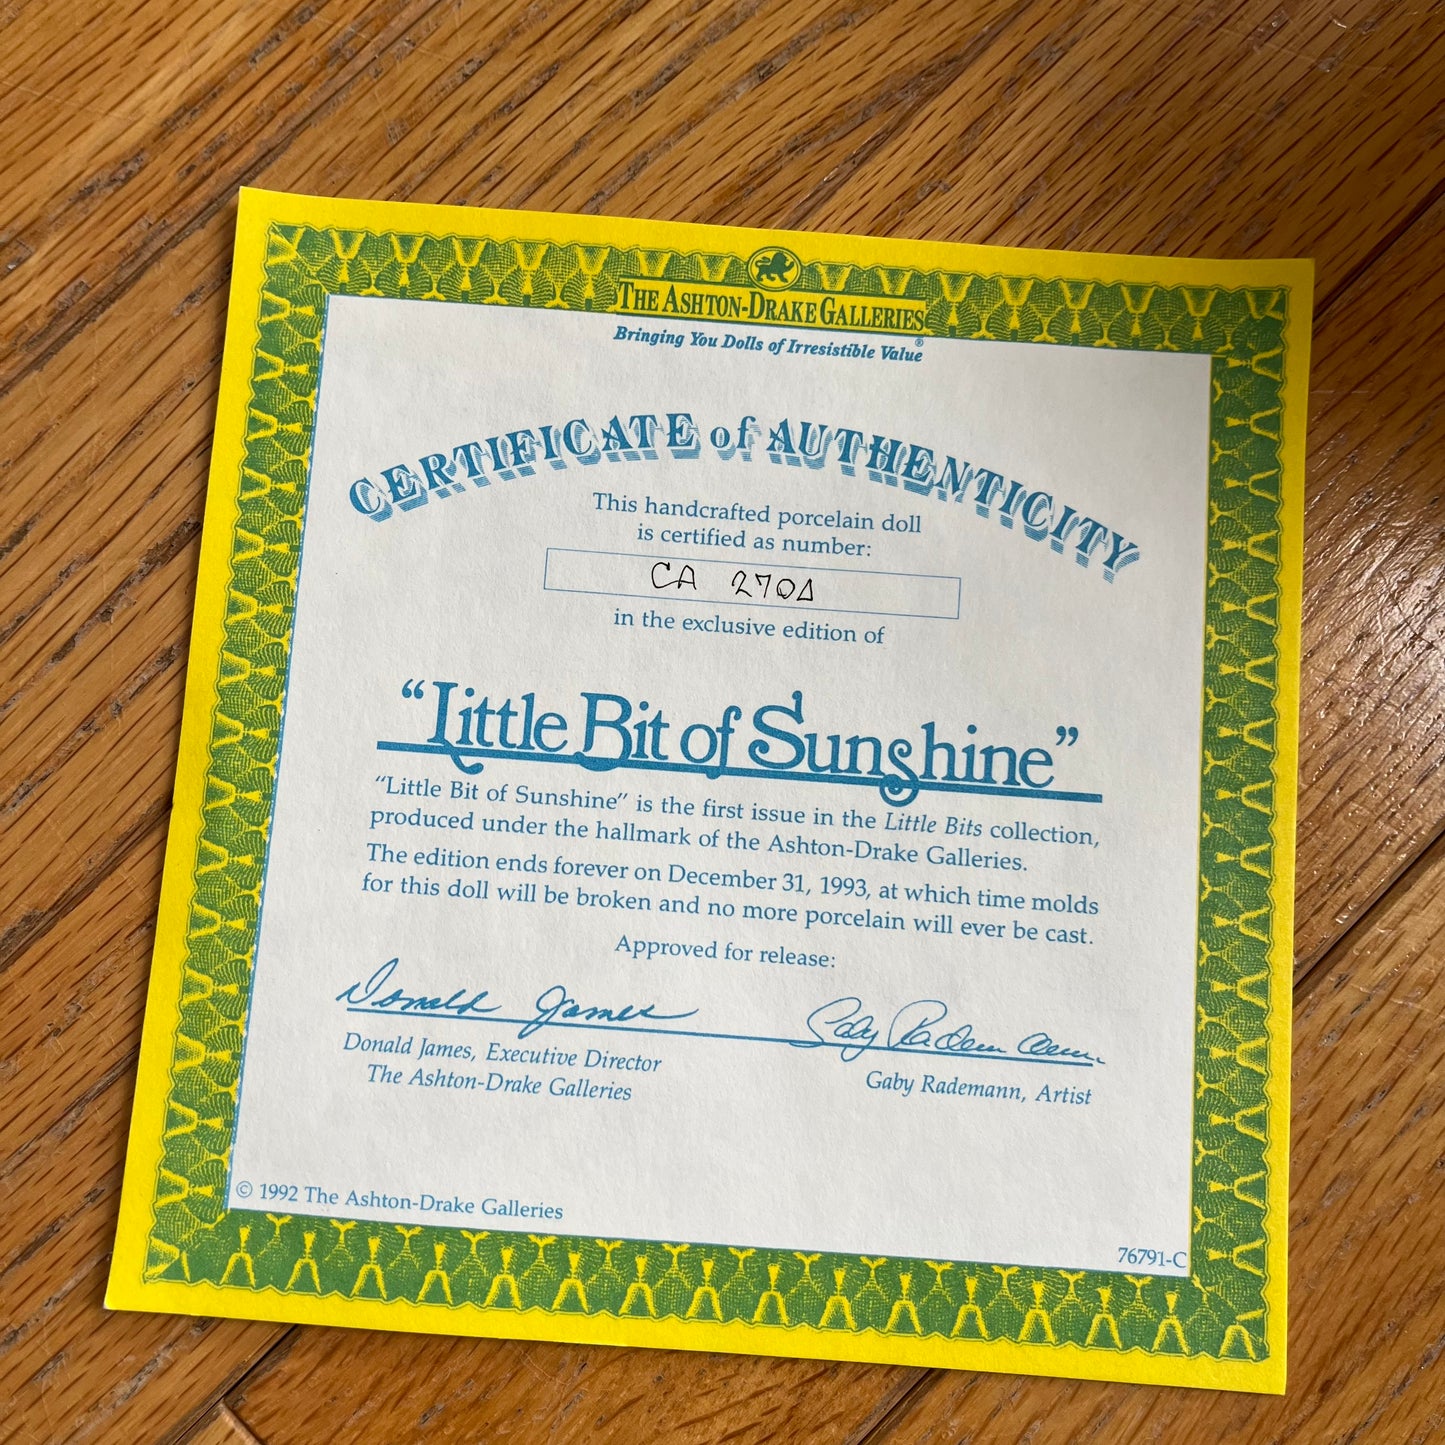 THE ASHTON-DRAKE GALLERIES
Bringing You Dolls of Irresistible Value®
CERTIFICATE of AUTHENTICITY
This handcrafted porcelain doll
is certified as number:
CA 270A
in the exclusive edition of
“Little Bit of Sunshine”
“Little Bit of Sunshine” is the first issue in the Little Bits collection,
produced under the hallmark of the Ashton-Drake Galleries.
The edition ends forever on December 31, 1993, at which time molds
for this doll will be broken and no more porcelain will ever be cast.
Approved for release:
Donald James
Gaby Rademann
Donald James, Executive Director
The Ashton-Drake Galleries
Gaby Rademann, Artist
© 1992 The Ashton-Drake Galleries
76791-C